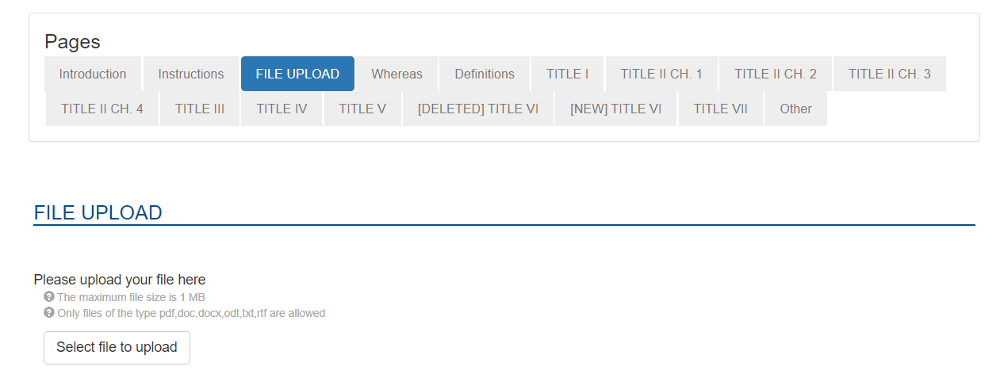 Pages
Introduction Instructions FILE UPLOAD Whereas Definitions TITLE I TITLE II CH. 1 TITLE II CH. 2 TITLE II CH. 3
TITLE II CH. 4 TITLE III TITLE IV TITLE V [DELETED] TITLE VI [NEW] TITLE VI TITLE VII Other
FILE UPLOAD
Please upload your file here
? The maximum file size is 1 MB
? Only files of the type pdf,doc,docx,odt,txt,rtf are allowed
Select file to upload